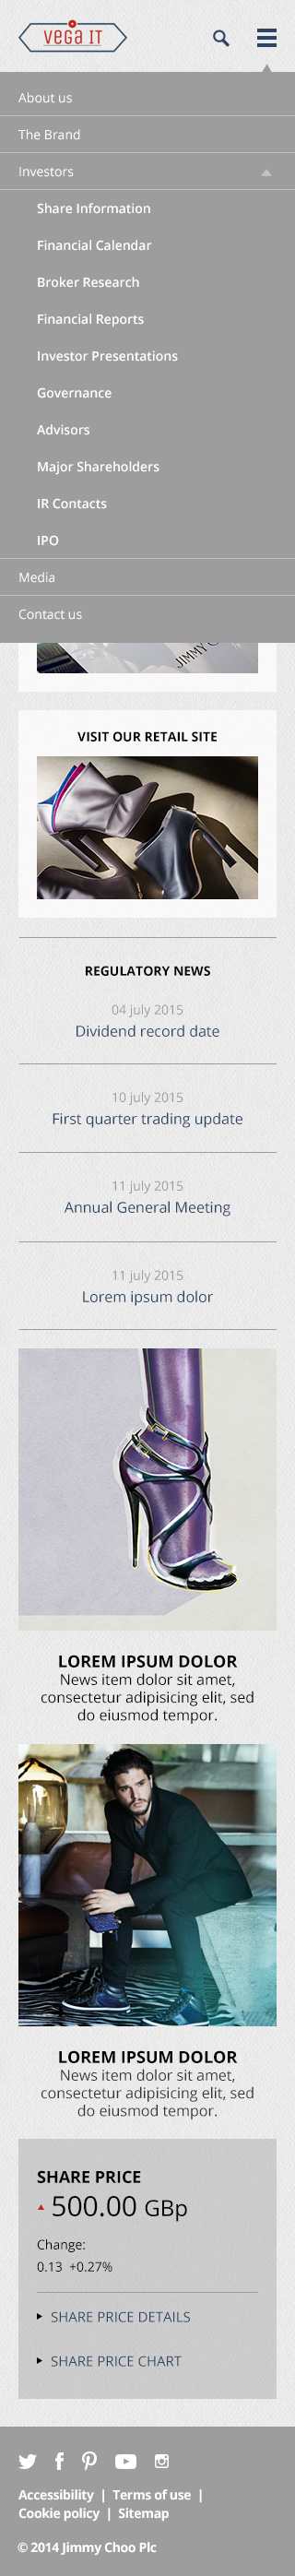 vega IT
About us
The Brand
Investors
Share Information
Financial Calendar
Broker Research
Financial Reports
Investor Presentations
Governance
Advisors
Major Shareholders
IR Contacts
IPO
Media
Contact us
JIMMY C
VISIT OUR RETAIL SITE
REGULATORY NEWS
04 july 2015
Dividend record date
10 july 2015
First quarter trading update
11 july 2015
Annual General Meeting
11 july 2015
Lorem ipsum dolor
LOREM IPSUM DOLOR
News item dolor sit amet,
consectetur adipisicing elit, sed
do eiusmod tempor.
LOREM IPSUM DOLOR
News item dolor sit amet,
consectetur adipisicing elit, sed
do eiusmod tempor.
SHARE PRICE
500.00 GBp
Change:
0.13 +0.27%
SHARE PRICE DETAILS
SHARE PRICE CHART
Accessibility | Terms of use |
Cookie policy | Sitemap
© 2014 Jimmy Choo Plc